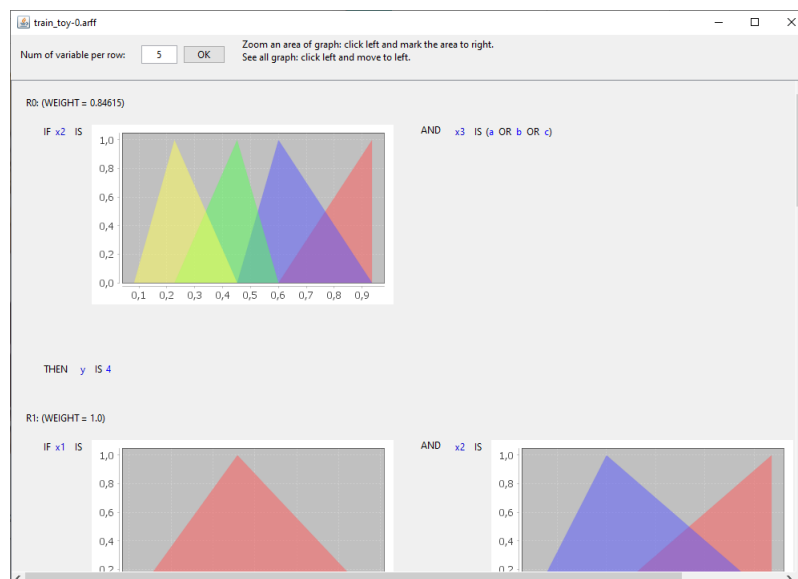 train_toy-0.arff
Num of variable per row: 5 OK
Zoom an area of graph: click left and mark the area to right.
See all graph: click left and move to left.
R0: (WEIGHT = 0.84615)
IF x2 IS
AND x3 IS (a OR b OR c)
1,0
0,8
0,6
0,4
0,2
0,0
0,1 0,2 0,3 0,4 0,5 0,6 0,7 0,8 0,9
THEN y IS 4
R1: (WEIGHT = 1.0)
IF x1 IS
1,0
0,8
0,6
0,4
0,2
AND x2 IS
1,0
0,8
0,6
0,4
0,2